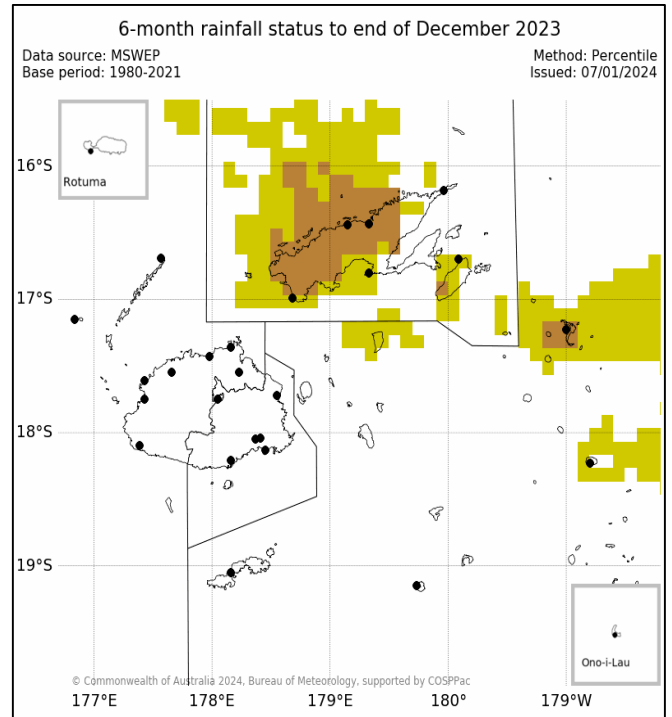 6-month rainfall status to end of December 2023
Data source: MSWEP
Base period: 1980-2021
Method: Percentile
Issued: 07/01/2024
Rotuma
16°S
17°S
18°S
19°S
Ono-i-Lau
© Commonwealth of Australia 2024, Bureau of Meteorology, supported by COSPPac
177°E 178°E 179°E 180° 179°W